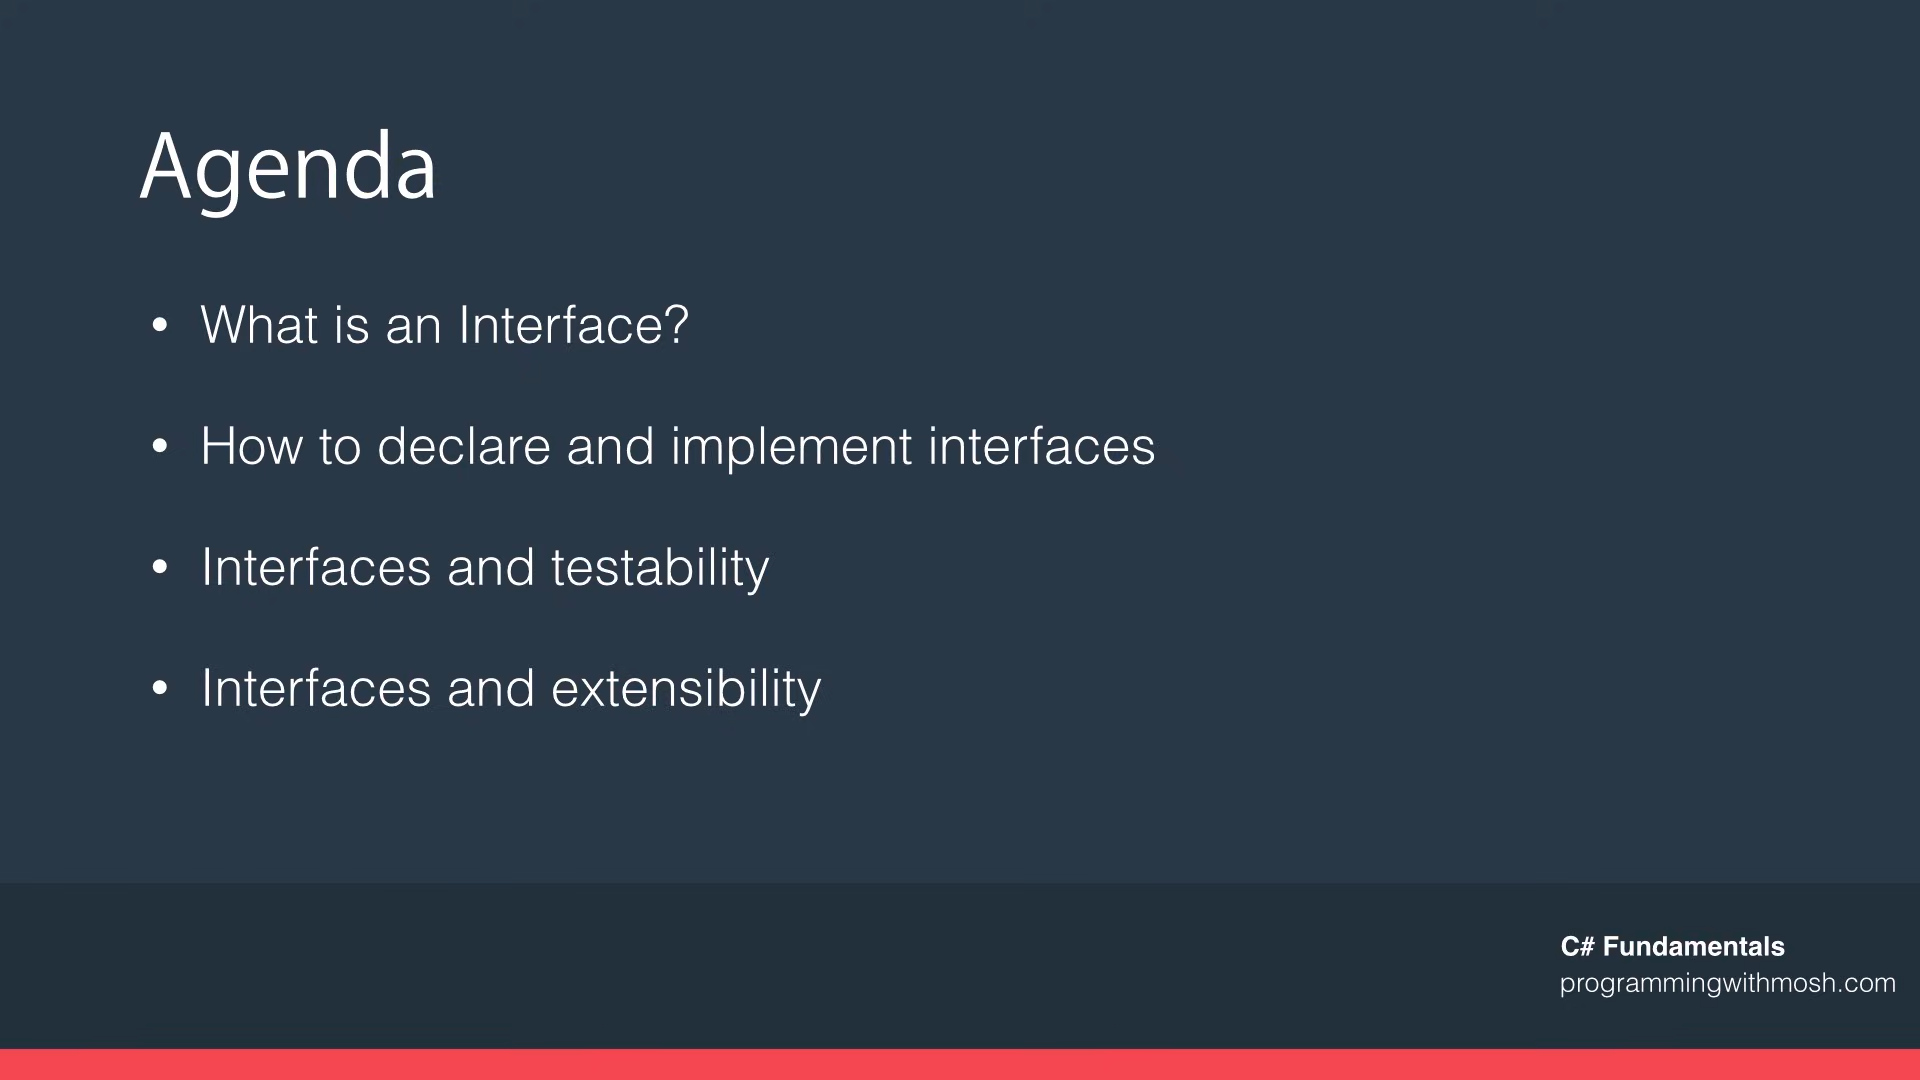 Agenda
• What is an Interface?
• How to declare and implement interfaces
• Interfaces and testability
• Interfaces and extensibility
C# Fundamentals
programmingwithmosh.com